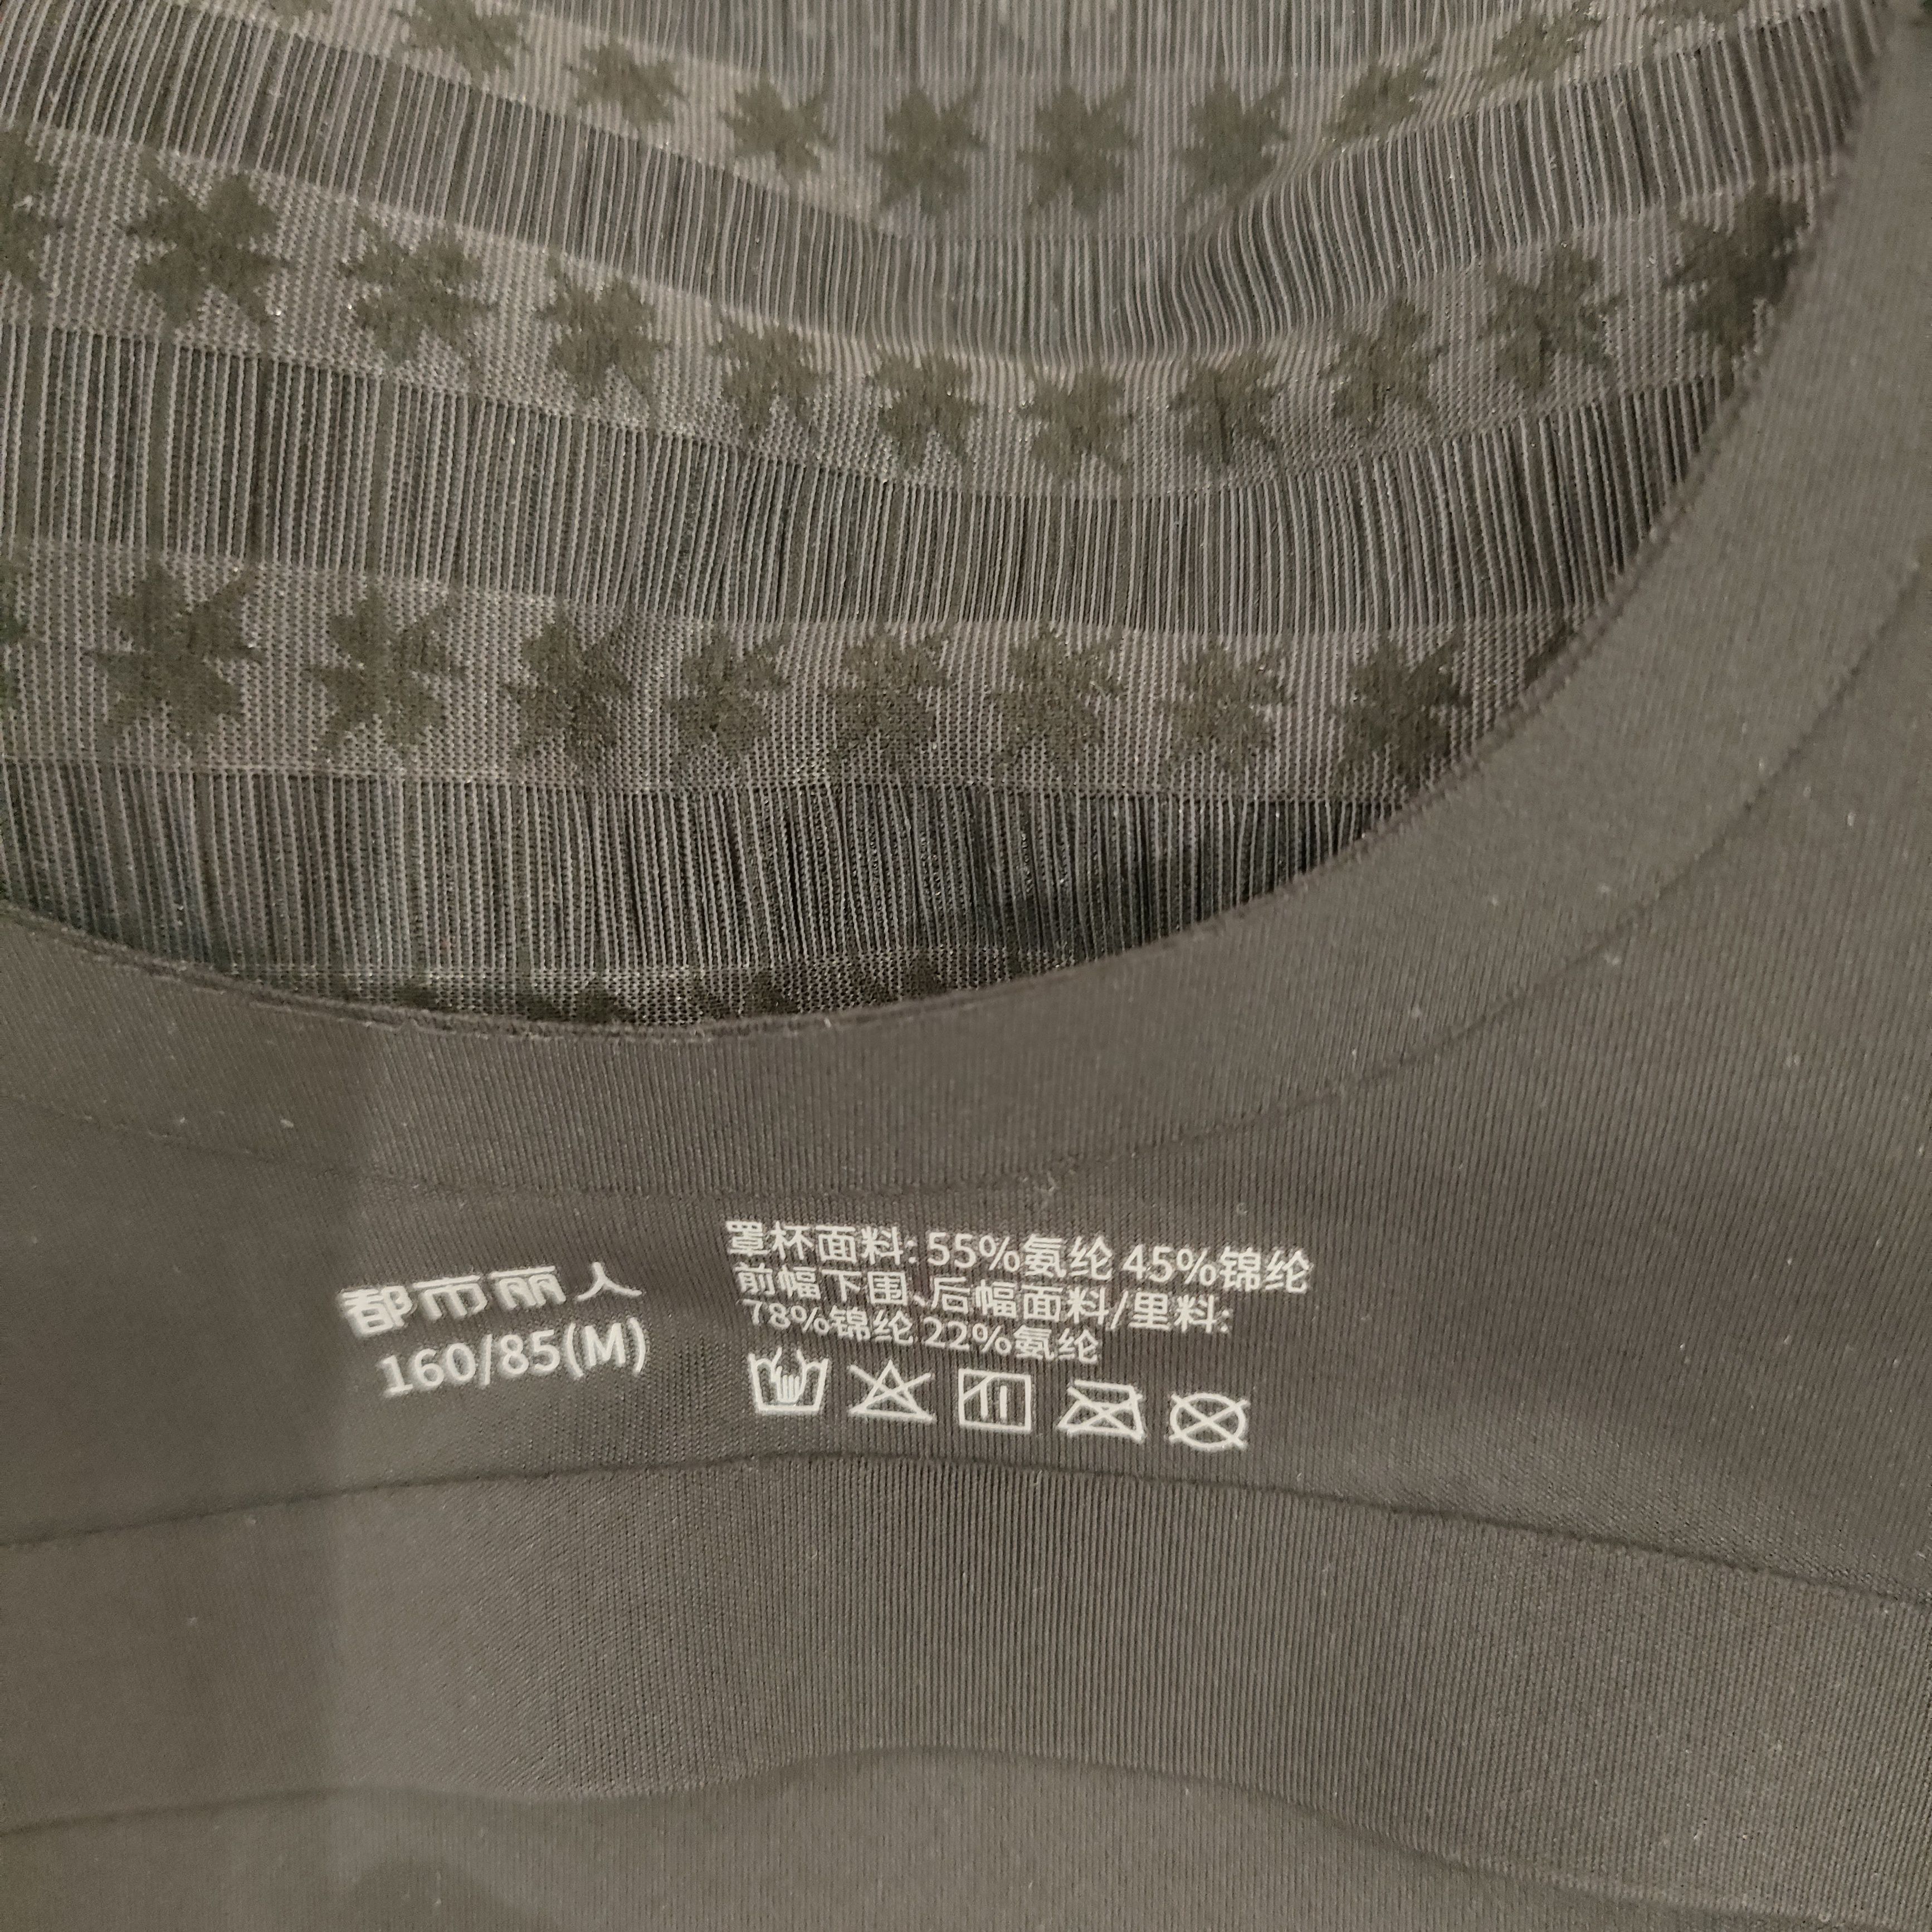 都市丽人
160/85(M)
罩杯面料: 55%氨纶 45%锦纶
前幅下围、后幅面料/里料:
78%锦纶 22%氨纶